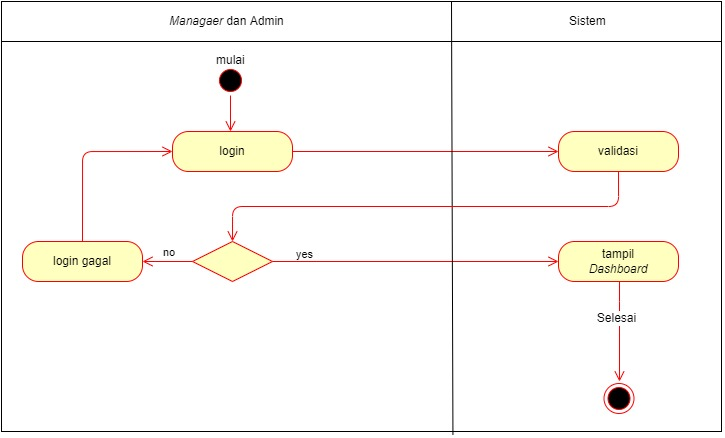 Managaer dan Admin
Sistem
mulai
login
validasi
login gagal
no
yes
tampil
Dashboard
Selesai